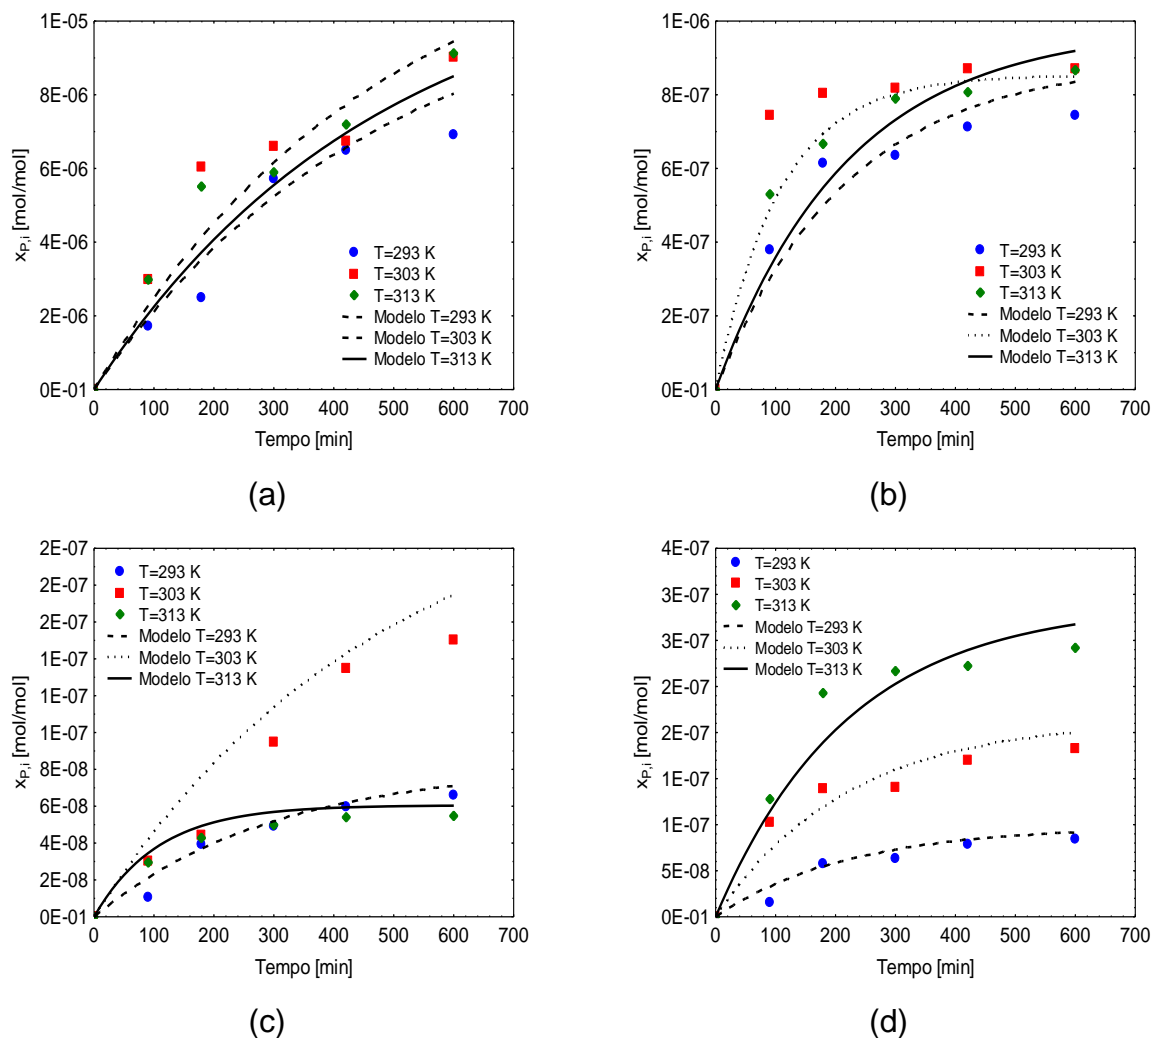 1E-05
8E-06
6E-06
4E-06
2E-06
0E-01
x_P,i [mol/mol]
T=293 K
T=303 K
T=313 K
Modelo T=293 K
Modelo T=303 K
Modelo T=313 K
0 100 200 300 400 500 600 700
Tempo [min]
(a)
1E-06
8E-07
6E-07
4E-07
2E-07
0E-01
x_P,i [mol/mol]
T=293 K
T=303 K
T=313 K
Modelo T=293 K
Modelo T=303 K
Modelo T=313 K
0 100 200 300 400 500 600 700
Tempo [min]
(b)
2E-07
2E-07
2E-07
1E-07
1E-07
1E-07
8E-08
6E-08
4E-08
2E-08
0E-01
x_P,i [mol/mol]
T=293 K
T=303 K
T=313 K
Modelo T=293 K
Modelo T=303 K
Modelo T=313 K
0 100 200 300 400 500 600 700
Tempo [min]
(c)
4E-07
3E-07
3E-07
2E-07
2E-07
1E-07
1E-07
5E-08
0E-01
x_P,i [mol/mol]
T=293 K
T=303 K
T=313 K
Modelo T=293 K
Modelo T=303 K
Modelo T=313 K
0 100 200 300 400 500 600 700
Tempo [min]
(d)